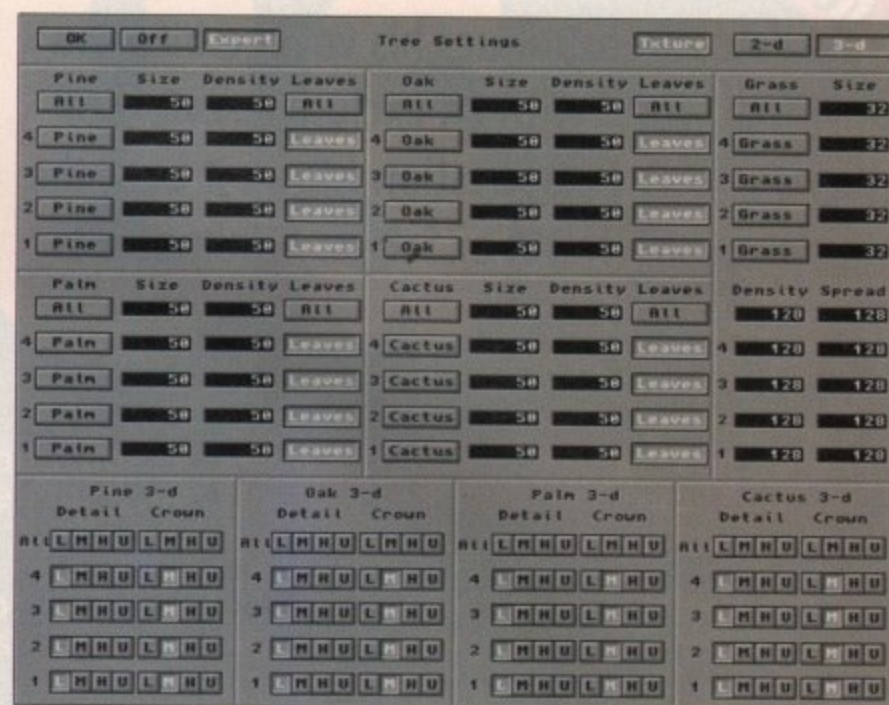 OK Off Expert Tree Settings Txture 2-d 3-d
Pine Size Density Leaves Oak Size Density Leaves Grass Size
All 50 50 All All 50 50 All All 32
4 Pine 50 50 Leaves 4 Oak 50 50 Leaves 4 Grass 32
3 Pine 50 50 Leaves 3 Oak 50 50 Leaves 3 Grass 32
2 Pine 50 50 Leaves 2 Oak 50 50 Leaves 2 Grass 32
1 Pine 50 50 Leaves 1 Oak 50 50 Leaves 1 Grass 32
Palm Size Density Leaves Cactus Size Density Leaves Density Spread
All 50 50 All All 50 50 All 128 128
4 Palm 50 50 Leaves 4 Cactus 50 50 Leaves 4 128 128
3 Palm 50 50 Leaves 3 Cactus 50 50 Leaves 3 128 128
2 Palm 50 50 Leaves 2 Cactus 50 50 Leaves 2 128 128
1 Palm 50 50 Leaves 1 Cactus 50 50 Leaves 1 128 128
Pine 3-d Oak 3-d Palm 3-d Cactus 3-d
Detail Crown Detail Crown Detail Crown Detail Crown
All L M H U L M H U All L M H U L M H U All L M H U L M H U All L M H U L M H U
4 L M H U L M H U 4 L M H U L M H U 4 L M H U L M H U 4 L M H U L M H U
3 L M H U L M H U 3 L M H U L M H U 3 L M H U L M H U 3 L M H U L M H U
2 L M H U L M H U 2 L M H U L M H U 2 L M H U L M H U 2 L M H U L M H U
1 L M H U L M H U 1 L M H U L M H U 1 L M H U L M H U 1 L M H U L M H U